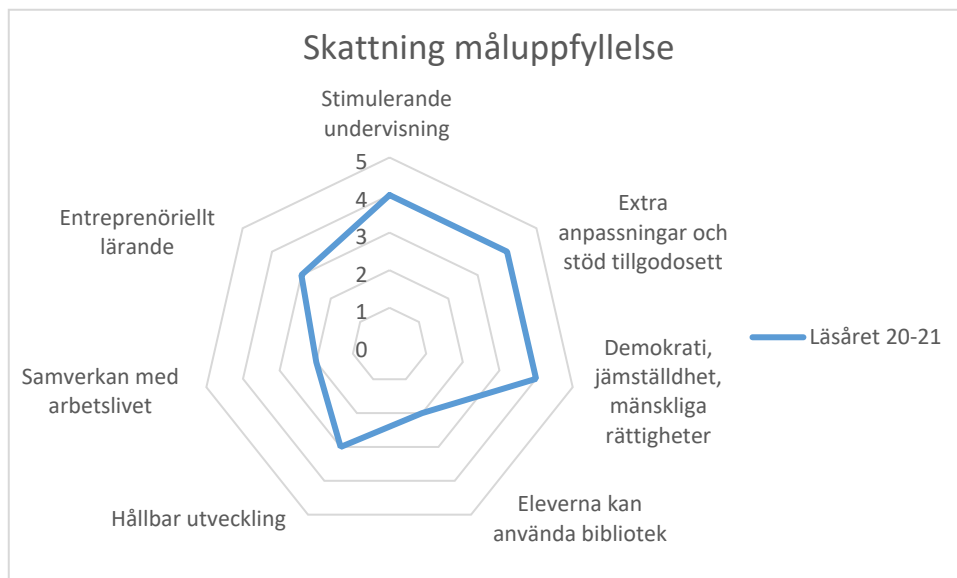 Skattning måluppfyllelse
Stimulerande
undervisning
5
4
3
2
1
0
Extra
anpassningar och
stöd tillgodosett
Demokrati,
jämställdhet,
mänskliga
rättigheter
Eleverna kan
använda bibliotek
Hållbar utveckling
Samverkan med
arbetslivet
Entreprenöriellt
lärande
Läsåret 20-21